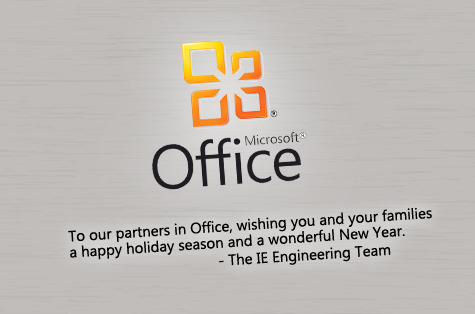 Microsoft®
Office
To our partners in Office, wishing you and your families
a happy holiday season and a wonderful New Year.
- The IE Engineering Team